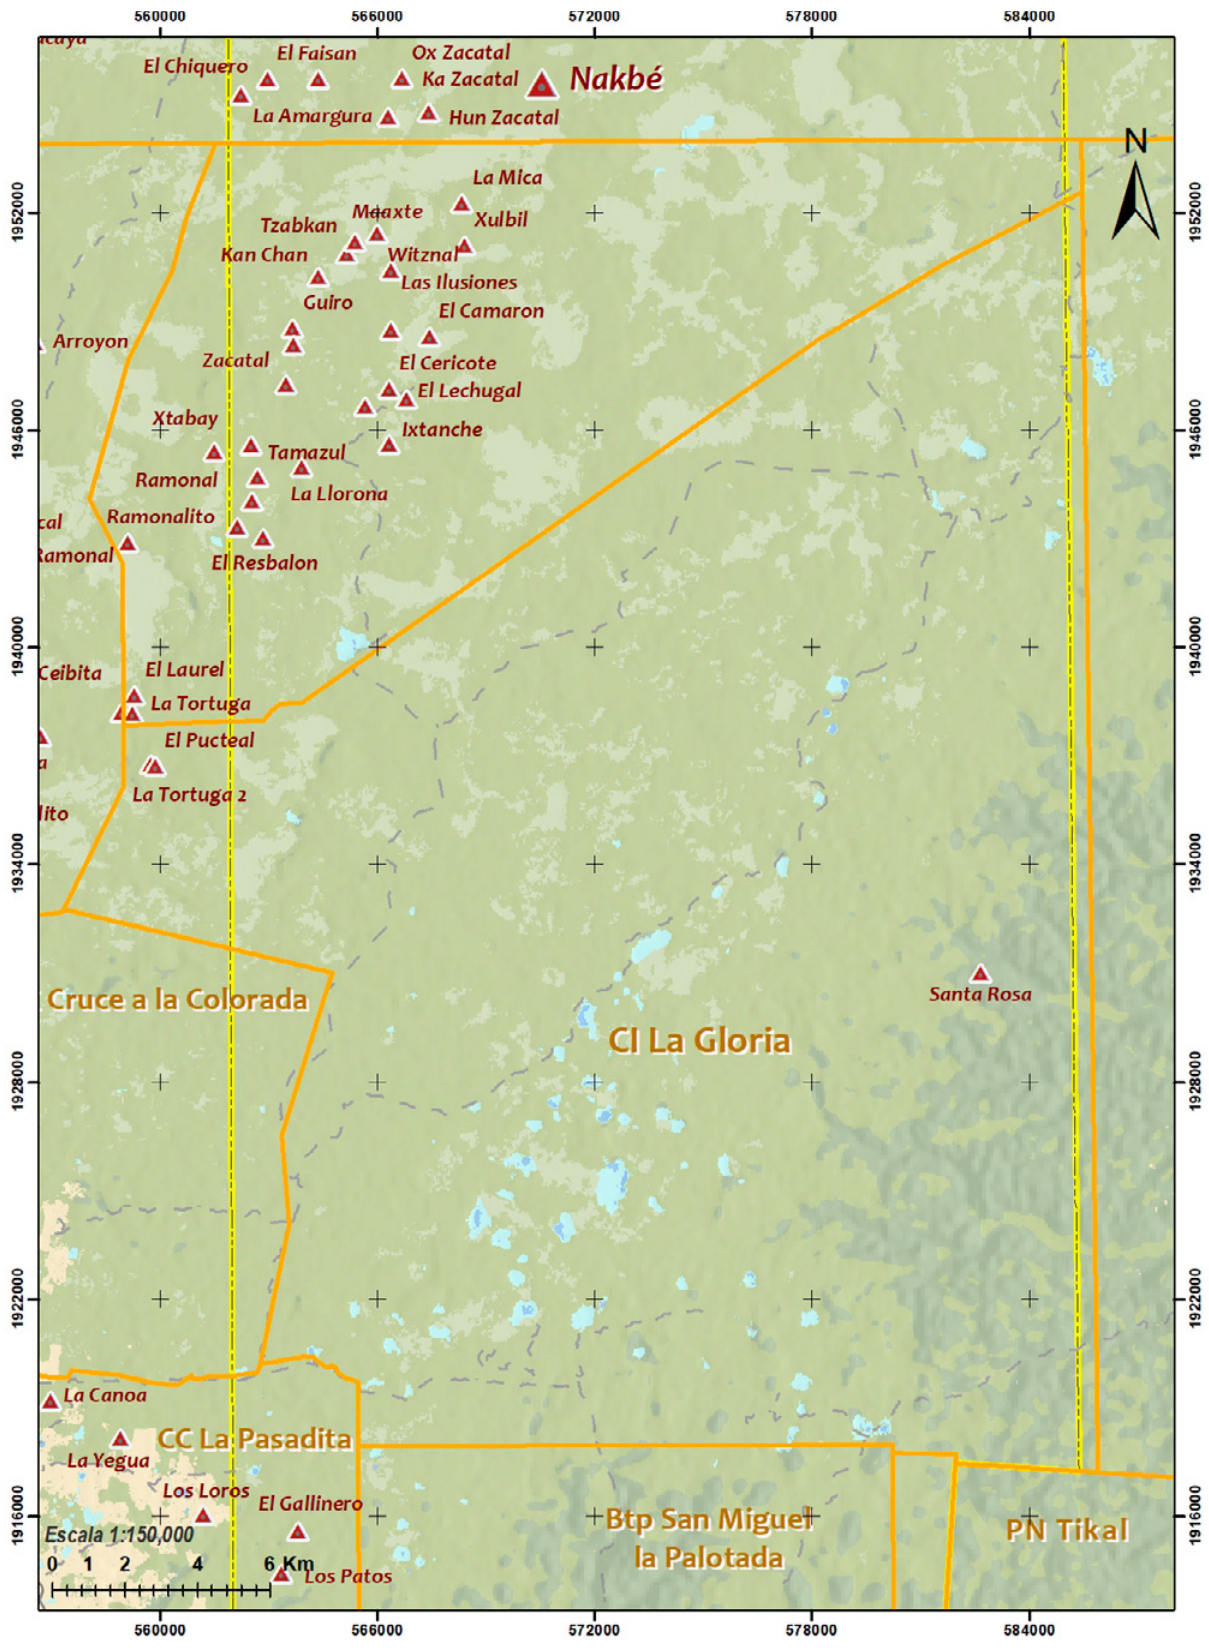 560000 566000 572000 578000 584000
El Faisan Ox Zacatal
El Chiquero Ka Zacatal Nakbé
La Amargura Hun Zacatal
N
La Mica
1952000 Maaxte Xulbil 1952000
Tzabkan
Kan Chan Witznal
Las Ilusiones
Guiro El Camaron
Arroyon
Zacatal El Cericote
El Lechugal
Xtabay Ixtanche
1946000 1946000
Tamazul
Ramonal
La Llorona
Ramonalito
cal
Ramonal El Resbalon
1940000 1940000
Ceibita El Laurel
La Tortuga
El Pucteal
a
La Tortuga 2
lito
1934000 1934000
Santa Rosa
Cruce a la Colorada
CI La Gloria
1928000 1928000
1922000 1922000
La Canoa
CC La Pasadita
La Yegua
Los Loros
El Gallinero
1916000 Btp San Miguel 1916000
la Palotada
PN Tikal
Escala 1:150,000
0 1 2 4 6 Km
Los Patos
560000 566000 572000 578000 584000